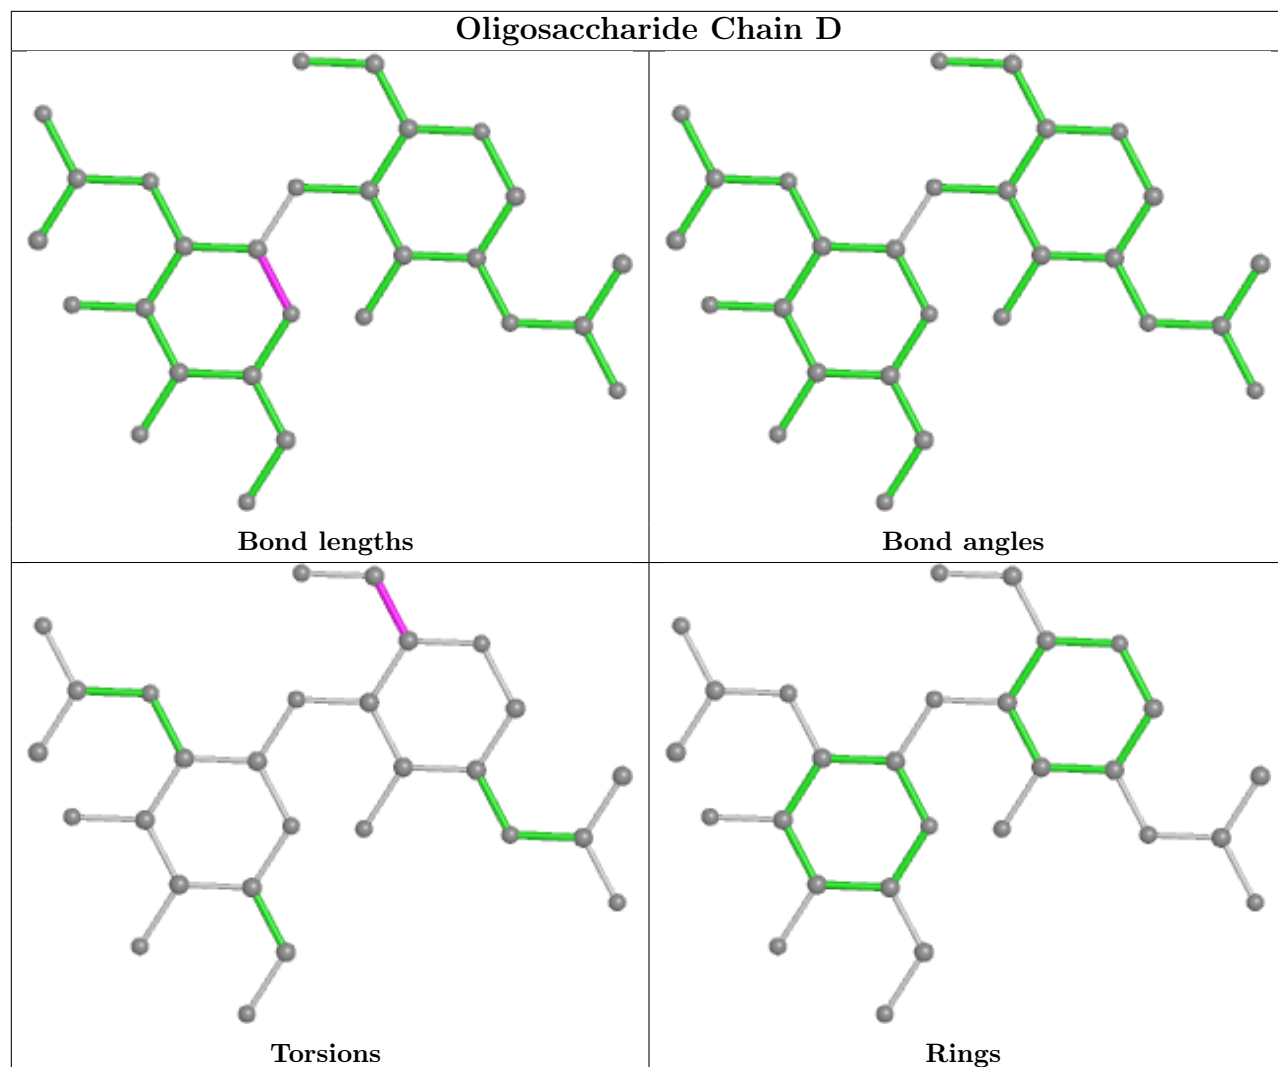 Oligosaccharide Chain D
Bond lengths
Bond angles
Torsions
Rings